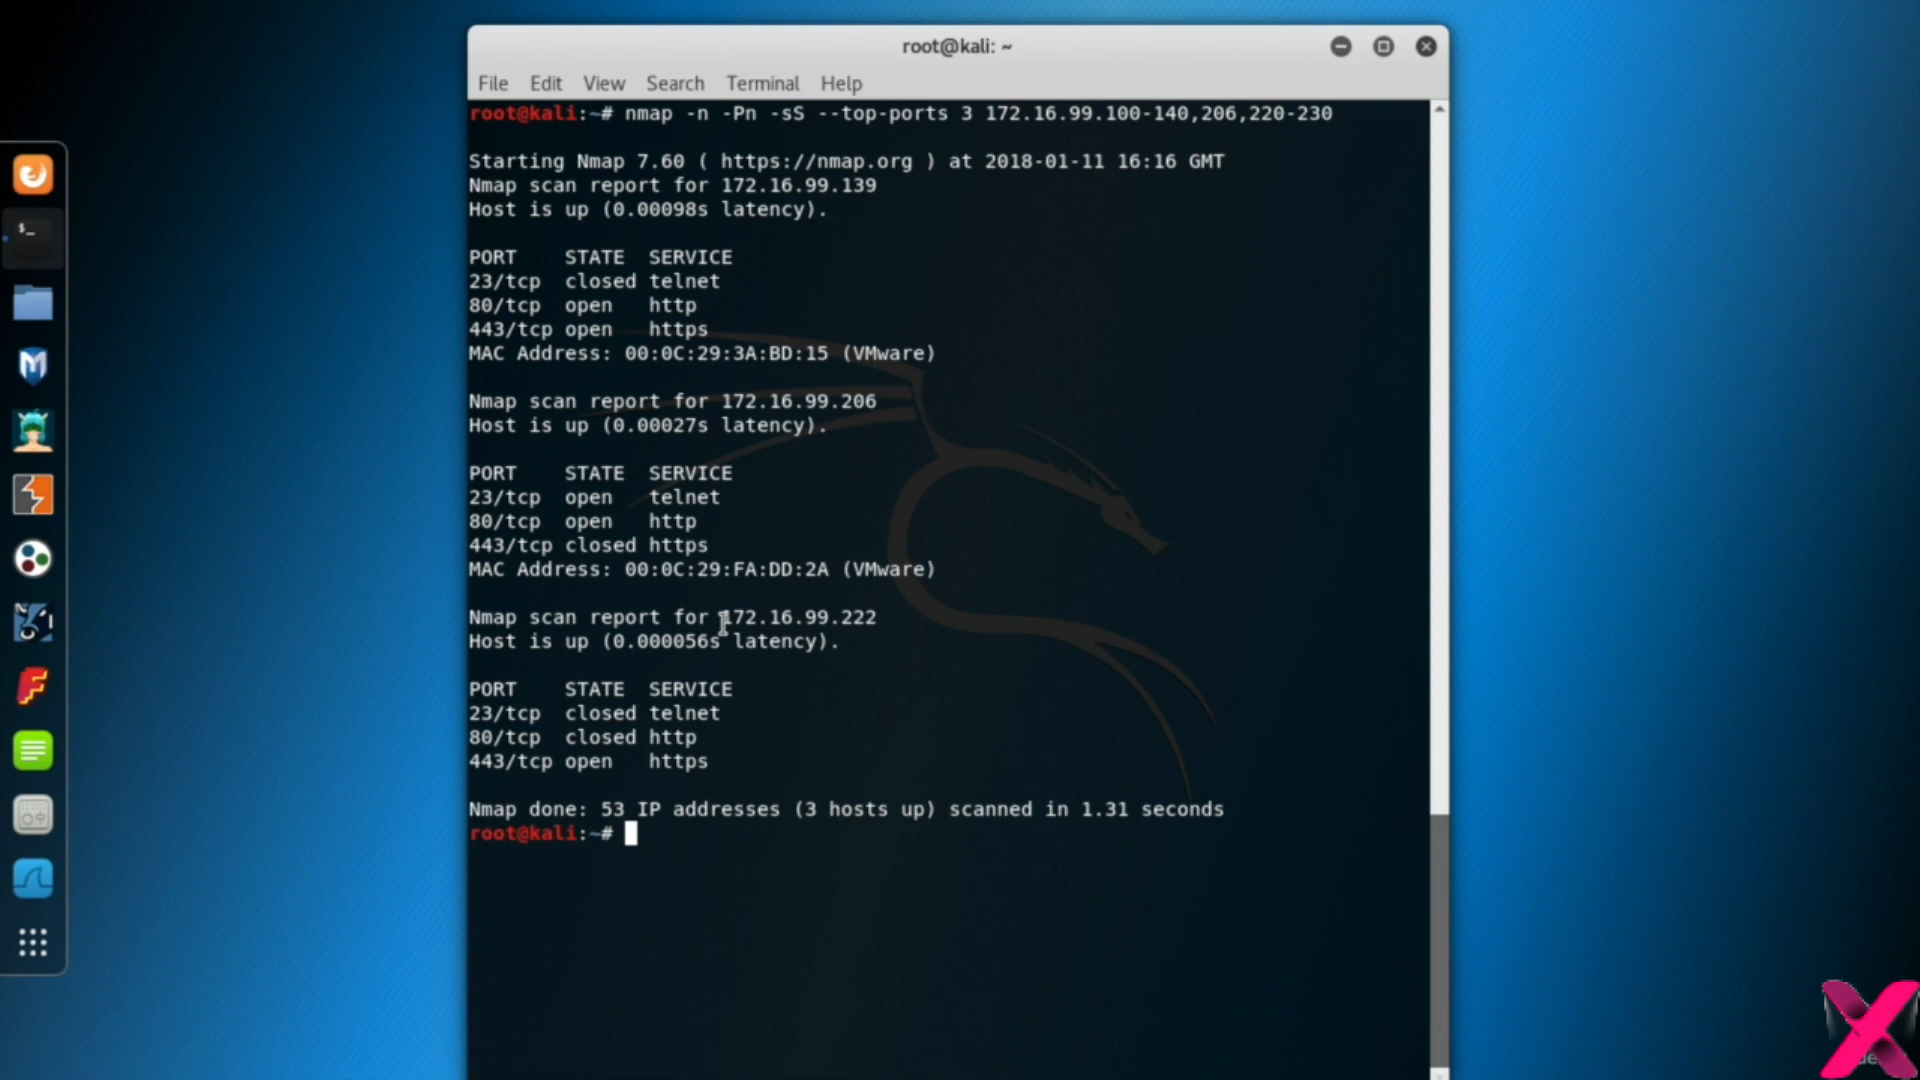 root@kali: ~
File Edit View Search Terminal Help
root@kali:~# nmap -n -Pn -sS --top-ports 3 172.16.99.100-140,206,220-230
Starting Nmap 7.60 ( https://nmap.org ) at 2018-01-11 16:16 GMT
Nmap scan report for 172.16.99.139
Host is up (0.00098s latency).
PORT STATE SERVICE
23/tcp closed telnet
80/tcp open http
443/tcp open https
MAC Address: 00:0C:29:3A:BD:15 (VMware)
Nmap scan report for 172.16.99.206
Host is up (0.00027s latency).
PORT STATE SERVICE
23/tcp open telnet
80/tcp open http
443/tcp closed https
MAC Address: 00:0C:29:FA:DD:2A (VMware)
Nmap scan report for 172.16.99.222
Host is up (0.000056s latency).
PORT STATE SERVICE
23/tcp closed telnet
80/tcp closed http
443/tcp open https
Nmap done: 53 IP addresses (3 hosts up) scanned in 1.31 seconds
root@kali:~#